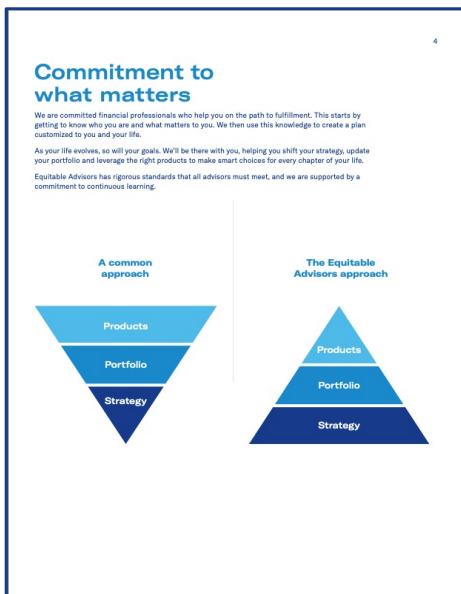 4
Commitment to
what matters
We are committed financial professionals who help you on the path to fulfillment. This starts by
getting to know who you are and what matters to you. We then use this knowledge to create a plan
customized to you and your life.
As your life evolves, so will your goals. We'll be there with you, helping you shift your strategy, update
your portfolio and leverage the right products to make smart choices for every chapter of your life.
Equitable Advisors has rigorous standards that all advisors must meet, and we are supported by a
commitment to continuous learning.
A common
approach
Products
Portfolio
Strategy
The Equitable
Advisors approach
Products
Portfolio
Strategy